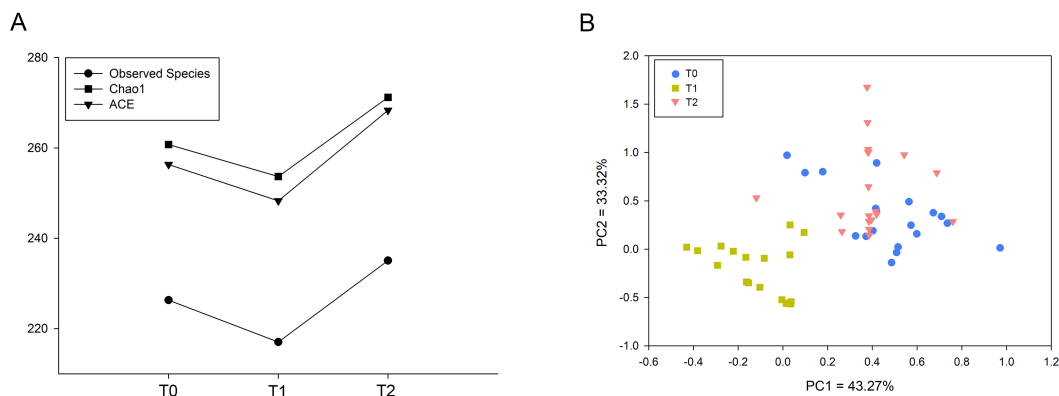 A
280
260
240
220
Observed Species
Chao1
ACE
T0 T1 T2
B
2.0
1.5
1.0
0.5
0.0
-0.5
-1.0
PC2 = 33.32%
T0
T1
T2
-0.6 -0.4 -0.2 0.0 0.2 0.4 0.6 0.8 1.0 1.2
PC1 = 43.27%